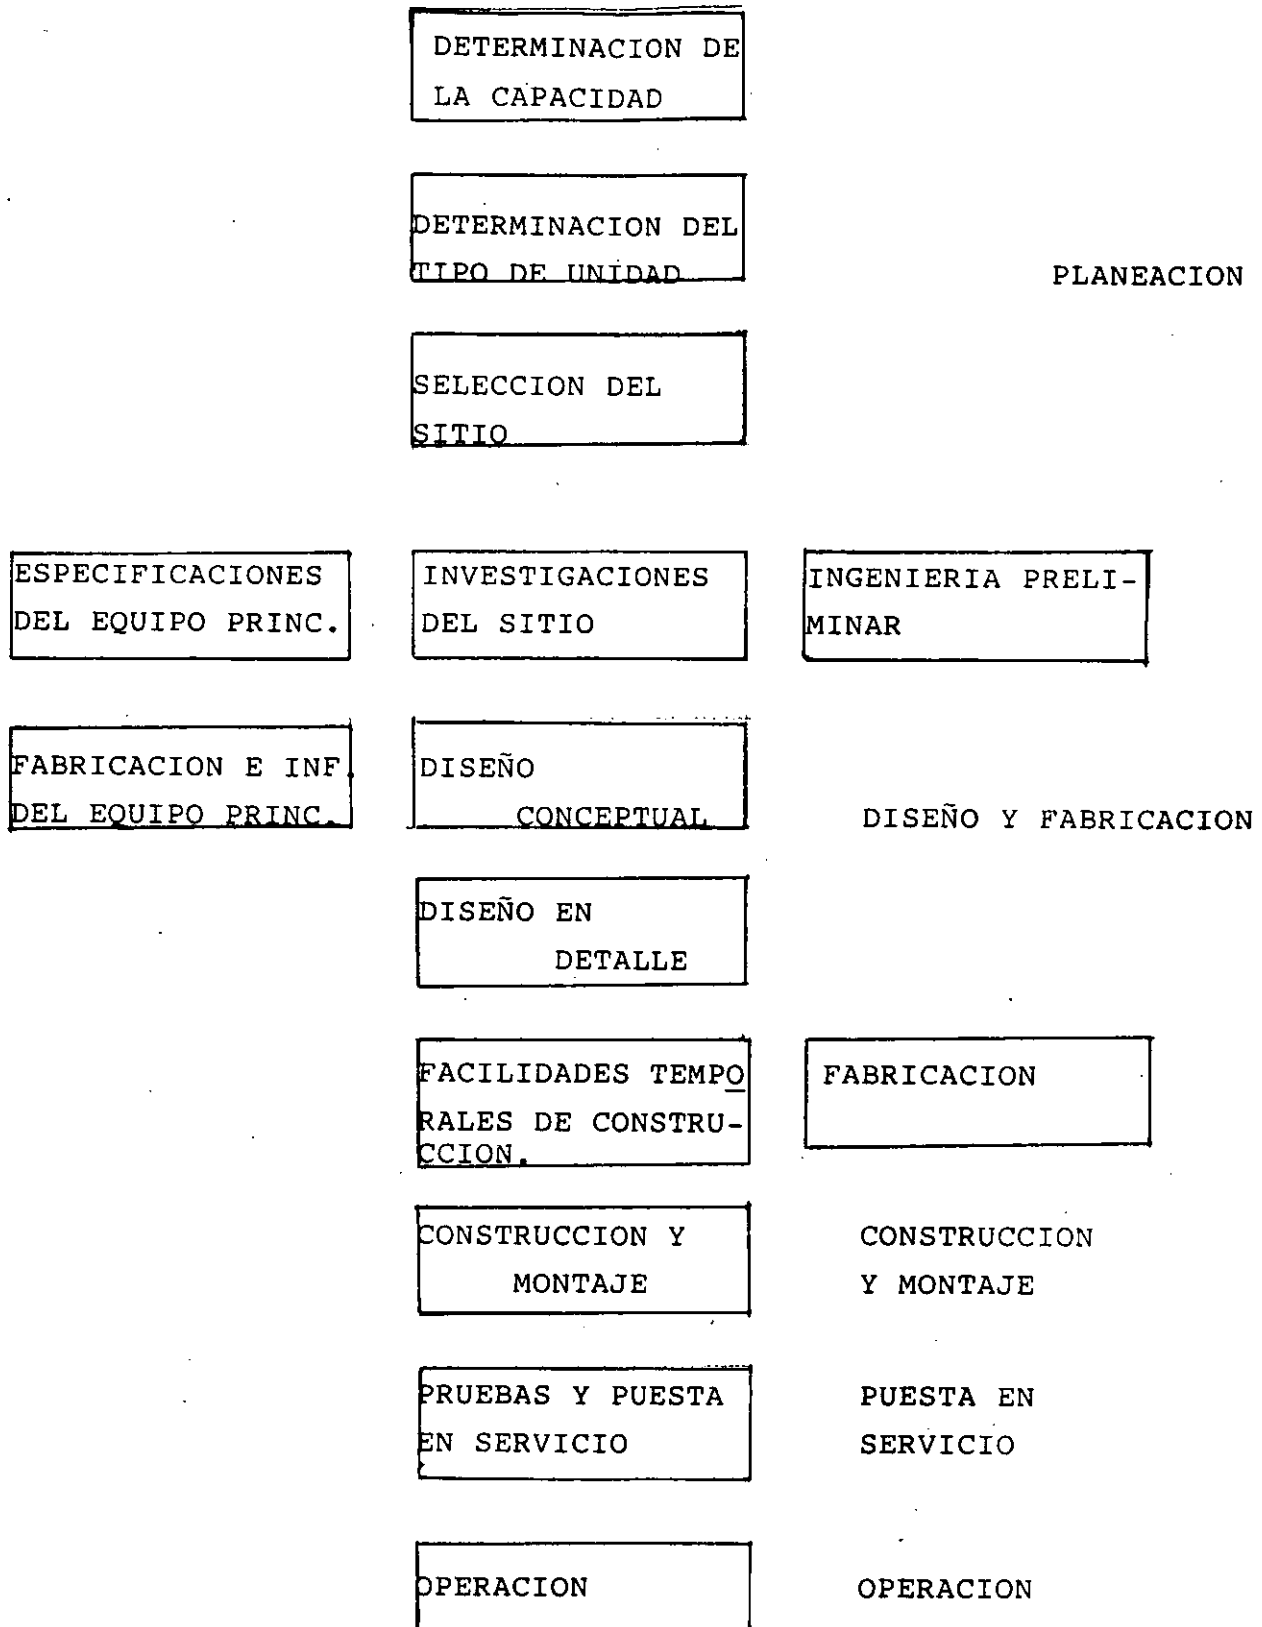 DETERMINACION DE
LA CAPACIDAD
DETERMINACION DEL
TIPO DE UNIDAD
PLANEACION
SELECCION DEL
SITIO
ESPECIFICACIONES
DEL EQUIPO PRINC.
INVESTIGACIONES
DEL SITIO
INGENIERIA PRELI-
MINAR
FABRICACION E INF.
DEL EQUIPO PRINC.
DISEÑO
CONCEPTUAL
DISEÑO Y FABRICACION
DISEÑO EN
DETALLE
FACILIDADES TEMPO
RALES DE CONSTRU-
CCION.
FABRICACION
CONSTRUCCION Y
MONTAJE
CONSTRUCCION
Y MONTAJE
PRUEBAS Y PUESTA
EN SERVICIO
PUESTA EN
SERVICIO
OPERACION
OPERACION